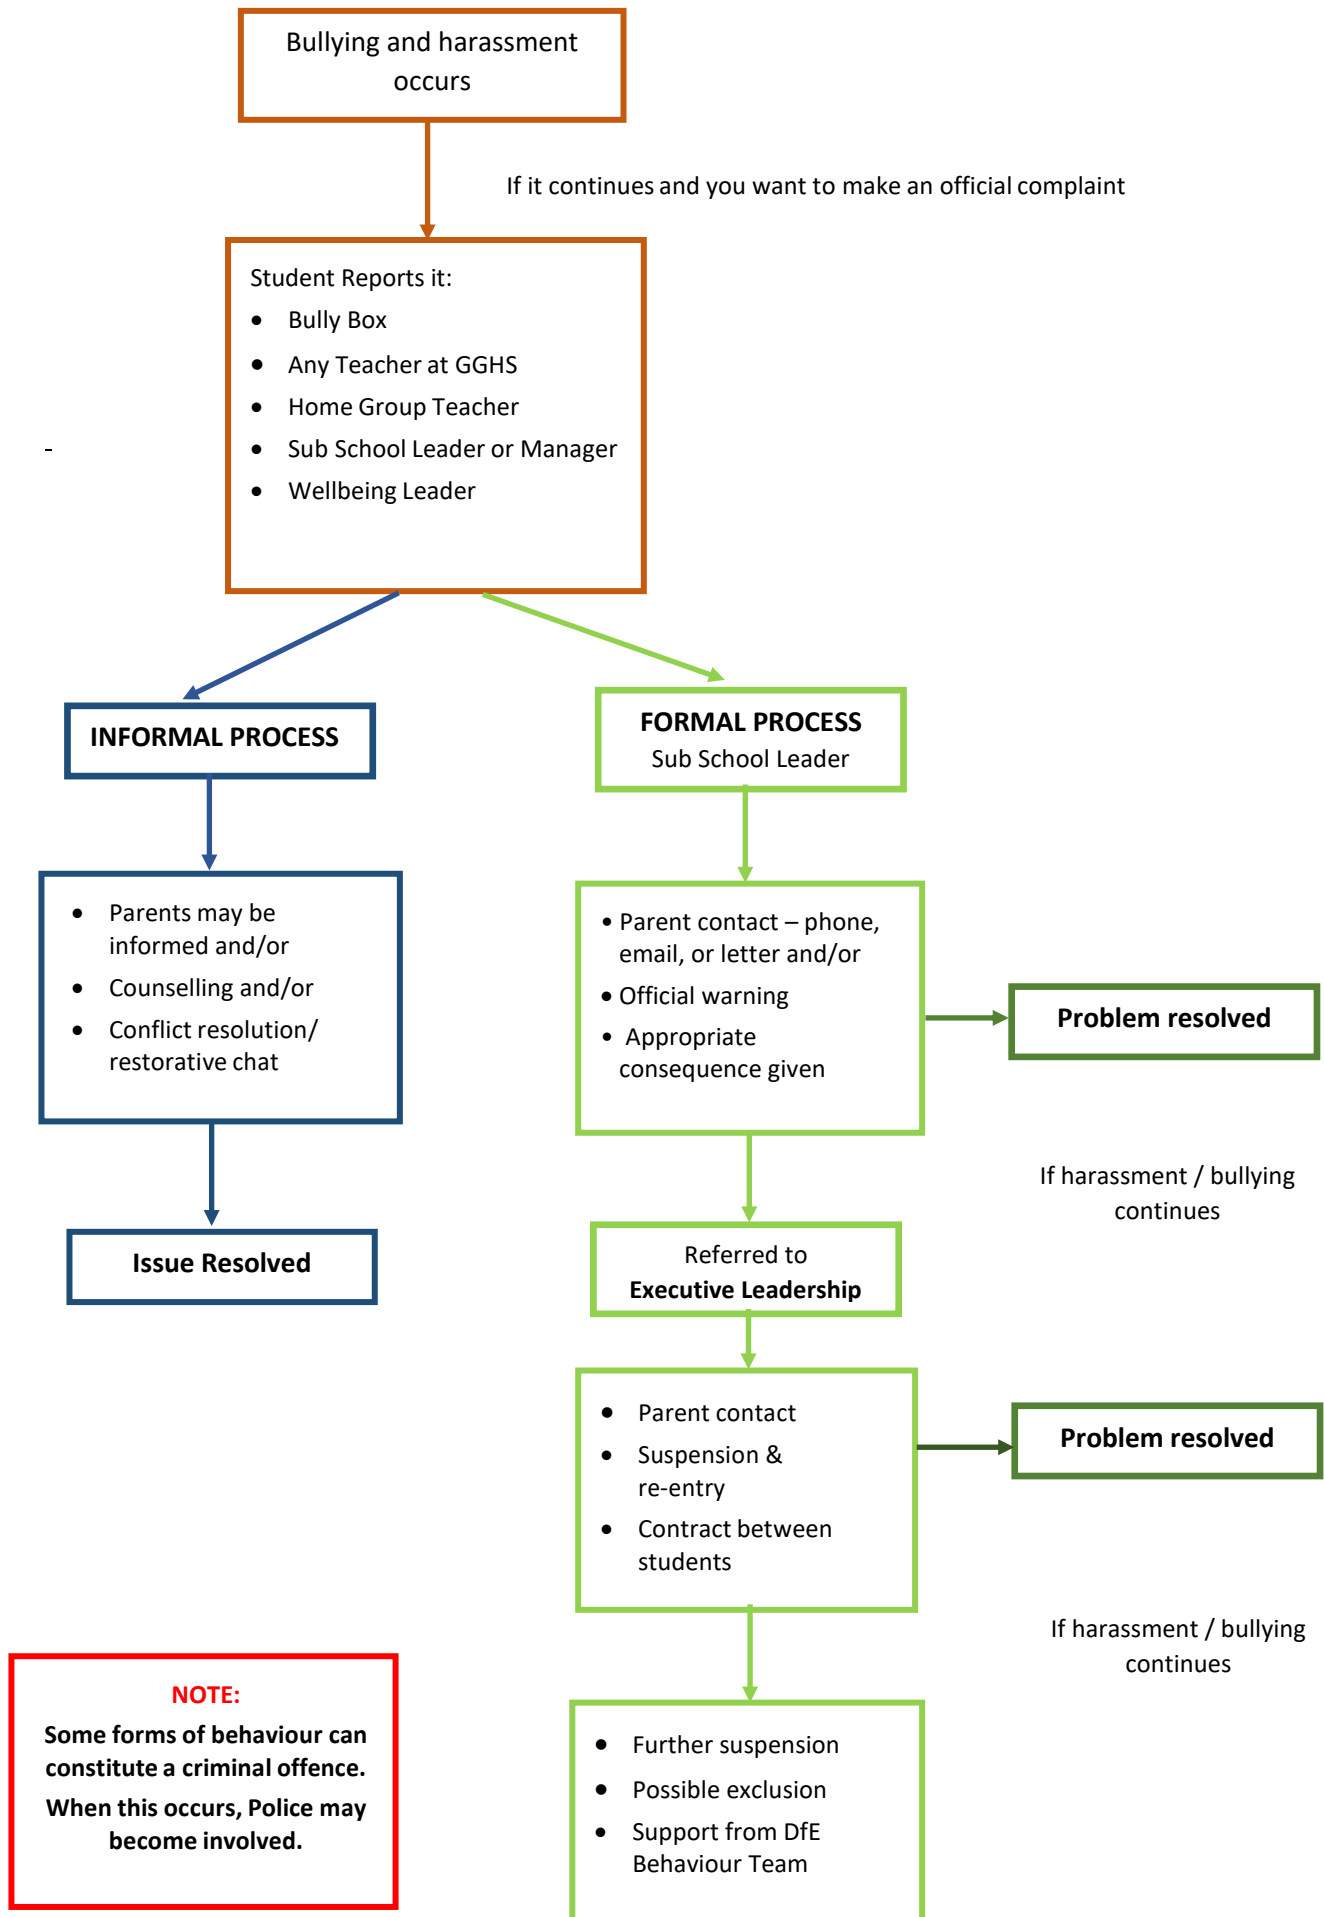 Bullying and harassment
occurs
If it continues and you want to make an official complaint
Student Reports it:
• Bully Box
• Any Teacher at GGHS
• Home Group Teacher
• Sub School Leader or Manager
• Wellbeing Leader
-
INFORMAL PROCESS
• Parents may be
informed and/or
• Counselling and/or
• Conflict resolution/
restorative chat
Issue Resolved
FORMAL PROCESS
Sub School Leader
• Parent contact – phone,
email, or letter and/or
• Official warning
• Appropriate
consequence given
Problem resolved
If harassment / bullying
continues
Referred to
Executive Leadership
• Parent contact
• Suspension &
re-entry
• Contract between
students
Problem resolved
If harassment / bullying
continues
• Further suspension
• Possible exclusion
• Support from DfE
Behaviour Team
NOTE:
Some forms of behaviour can
constitute a criminal offence.
When this occurs, Police may
become involved.